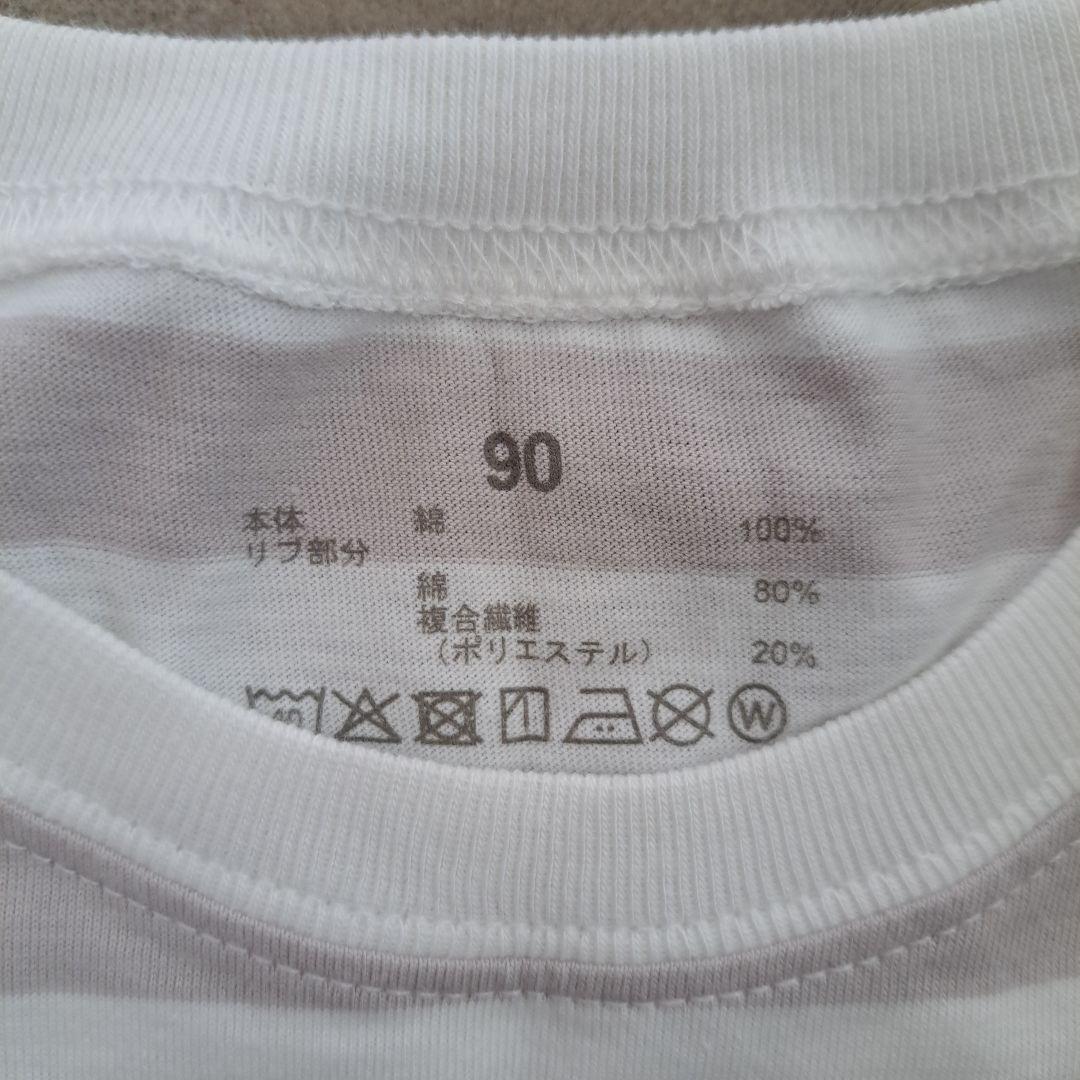 90
本体 綿 100%
リブ部分
綿 80%
複合繊維
(ポリエステル) 20%
W